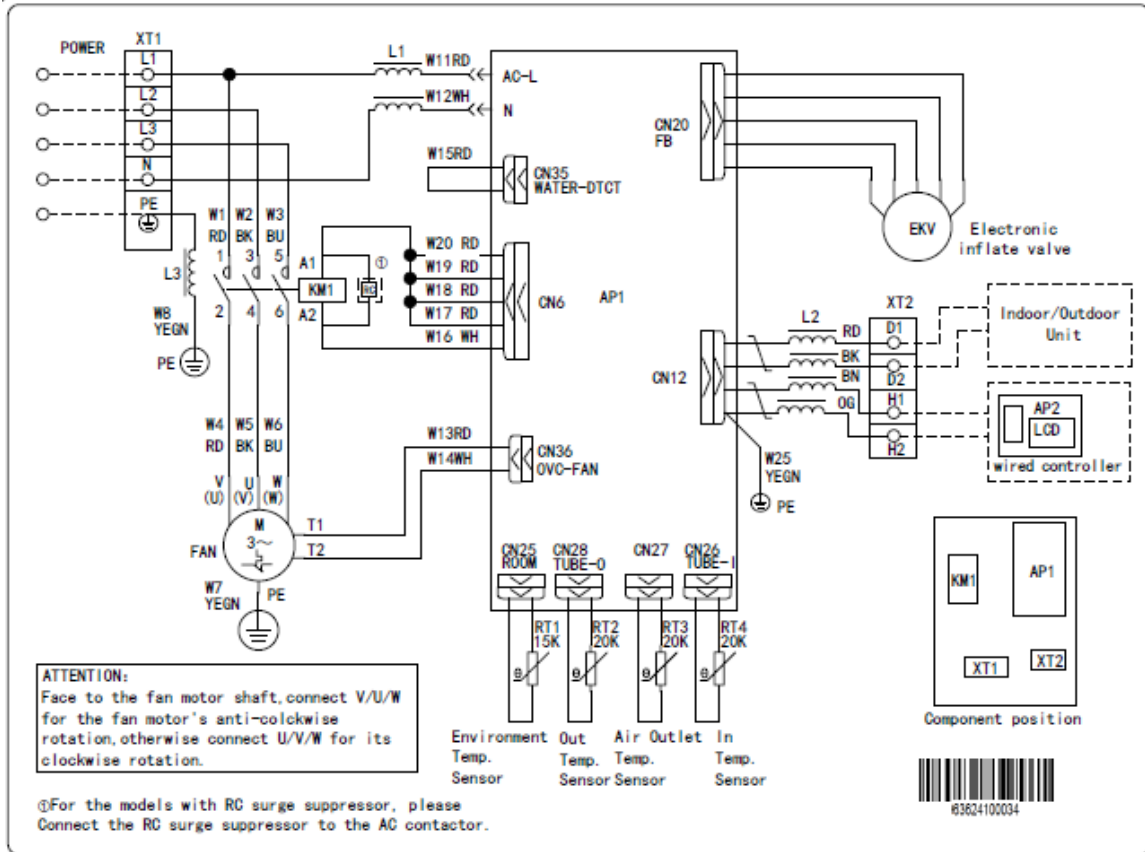 POWER
XT1
L1
L2
L3
N
PE
L1
W11RD
AC-L
W12WH
N
W15RD
CN35
WATER-DTCT
CN20
FB
EKV
Electronic
inflate valve
W1 W2 W3
RD BK BU
1 3 5
2 4 6
L3
W8
YEGN
PE
A1
KM1
A2
①
RC
W20 RD
W19 RD
W18 RD
W17 RD
W16 WH
CN6
AP1
XT2
L2
RD
BK
BN
OG
D1
D2
H1
H2
CN12
Indoor/Outdoor
Unit
AP2
LCD
wired controller
W25
YEGN
PE
W4 W5 W6
RD BK BU
V U W
(U) (V) (W)
M
3~
FAN
W7
YEGN
PE
T1
T2
W13RD
W14WH
CN36
OVC-FAN
CN25 CN28 CN27 CN26
ROOM TUBE-O TUBE-I
RT1 RT2 RT3 RT4
15K 20K 20K 20K
θ θ θ θ
Environment Out Air Outlet In
Temp. Temp. Temp. Temp.
Sensor Sensor Sensor Sensor
KM1
AP1
XT1
XT2
Component position
63624100034
ATTENTION:
Face to the fan motor shaft,connect V/U/W
for the fan motor's anti-colckwise
rotation,otherwise connect U/V/W for its
clockwise rotation.
①For the models with RC surge suppressor, please
Connect the RC surge suppressor to the AC contactor.